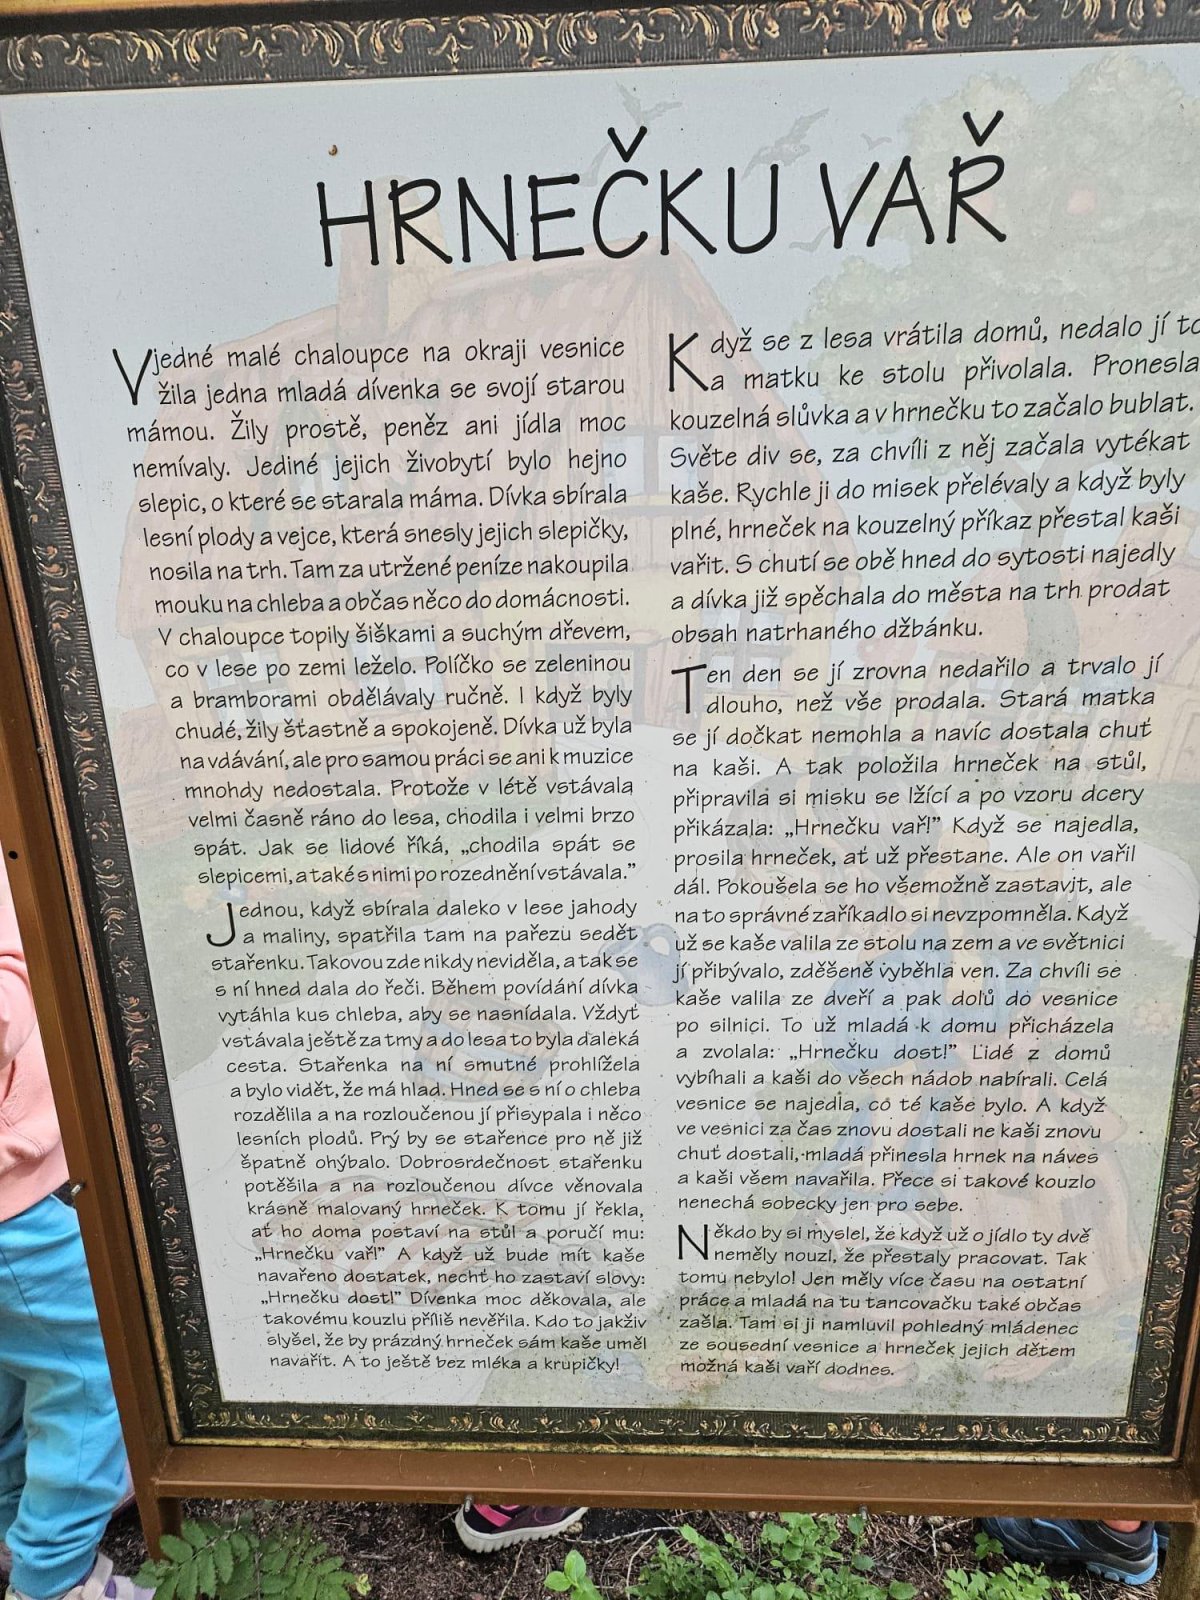 HRNEČKU VAŘ
V jedné malé chaloupce na okraji vesnice
žila jedna mladá dívenka se svojí starou
mámou. Žily prostě, peněz ani jídla moc
nemívaly. Jediné jejich živobytí bylo hejno
slepic, o které se starala máma. Dívka sbírala
lesní plody a vejce, která snesly jejich slepičky,
nosila na trh. Tam za utržené peníze nakoupila
mouku na chleba a občas něco do domácnosti.
V chaloupce topily šiškami a suchým dřevem,
co v lese po zemi leželo. Políčko se zeleninou
a bramborami obdělávaly ručně. I když byly
chudé, žily šťastně a spokojeně. Dívka už byla
na vdávání, ale pro samou práci se ani k muzice
mnohdy nedostala. Protože v létě vstávala
velmi časně ráno do lesa, chodila i velmi brzo
spát. Jak se lidové říká, „chodila spát se
slepicemi, a také s nimi po rozednění vstávala.”
Jednou, když sbírala daleko v lese jahody
a maliny, spatřila tam na pařezu sedět
stařenku. Takovou zde nikdy neviděla, a tak se
s ní hned dala do řeči. Během povídání dívka
vytáhla kus chleba, aby se nasnídala. Vždyť
vstávala ještě za tmy a do lesa to byla daleká
cesta. Stařenka na ní smutné prohlížela
a bylo vidět, že má hlad. Hned se s ní o chleba
rozdělila a na rozloučenou jí přisypala i něco
lesních plodů. Prý by se stařence pro ně již
špatně ohýbalo. Dobrosrdečnost stařenku
potěšila a na rozloučenou dívce věnovala
krásně malovaný hrneček. K tomu jí řekla,
ať ho doma postaví na stůl a poručí mu:
„Hrnečku vař!” A když už bude mít kaše
navařeno dostatek, nechť ho zastaví slovy:
„Hrnečku dost!” Dívenka moc děkovala, ale
takovému kouzlu příliš nevěřila. Kdo to jakživ
slyšel, že by prázdný hrneček sám kaše uměl
navařit. A to ještě bez mléka a krupičky!
Když se z lesa vrátila domů, nedalo jí to
a matku ke stolu přivolala. Pronesla
kouzelná slůvka a v hrnečku to začalo bublat.
Světe div se, za chvíli z něj začala vytékat
kaše. Rychle ji do misek přelévaly a když byly
plné, hrneček na kouzelný příkaz přestal kaši
vařit. S chutí se obě hned do sytosti najedly
a dívka již spěchala do města na trh prodat
obsah natrhaného džbánku.
Ten den se jí zrovna nedařilo a trvalo jí
dlouho, než vše prodala. Stará matka
se jí dočkat nemohla a navíc dostala chuť
na kaši. A tak položila hrneček na stůl,
připravila si misku se lžící a po vzoru dcery
přikázala: „Hrnečku vař!” Když se najedla,
prosila hrneček, ať už přestane. Ale on vařil
dál. Pokoušela se ho všemožně zastavit, ale
na to správné zaříkadlo si nevzpomněla. Když
už se kaše valila ze stolu na zem a ve světnici
jí přibývalo, zděšeně vyběhla ven. Za chvíli se
kaše valila ze dveří a pak dolů do vesnice
po silnici. To už mladá k domu přicházela
a zvolala: „Hrnečku dost!” Lidé z domů
vybíhali a kaši do všech nádob nabírali. Celá
vesnice se najedla, co té kaše bylo. A když
ve vesnici za čas znovu dostali ne kaši znovu
chuť dostali, mladá přinesla hrnek na náves
a kaši všem navařila. Přece si takové kouzlo
nenechá sobecky jen pro sebe.
Někdo by si myslel, že když už o jídlo ty dvě
neměly nouzi, že přestaly pracovat. Tak
tomu nebylo! Jen měly více času na ostatní
práce a mladá na tu tancovačku také občas
zašla. Tam si ji namluvil pohledný mládenec
ze sousední vesnice a hrneček jejich dětem
možná kaši vaří dodnes.